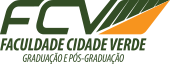 FCV
FACULDADE CIDADE VERDE
GRADUAÇÃO E PÓS-GRADUAÇÃO